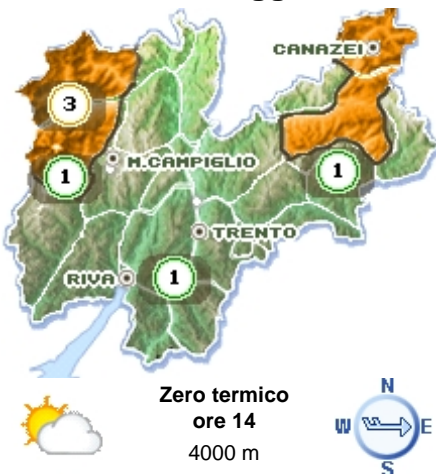 CANAZEI
3
1
M.CAMPIGLIO
1
TRENTO
RIVA
1
Zero termico
ore 14
4000 m
N
W E
S